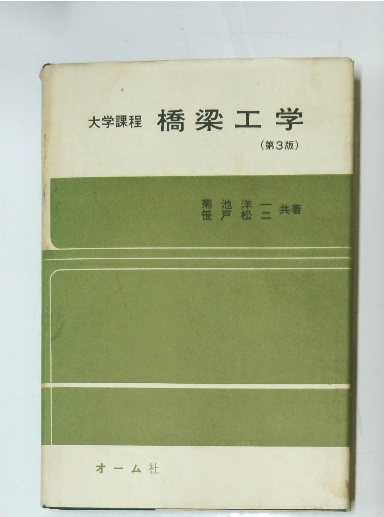 大学課程 橋梁工学
(第3版)
菊池洋一 共著
笹戸松二
オーム社